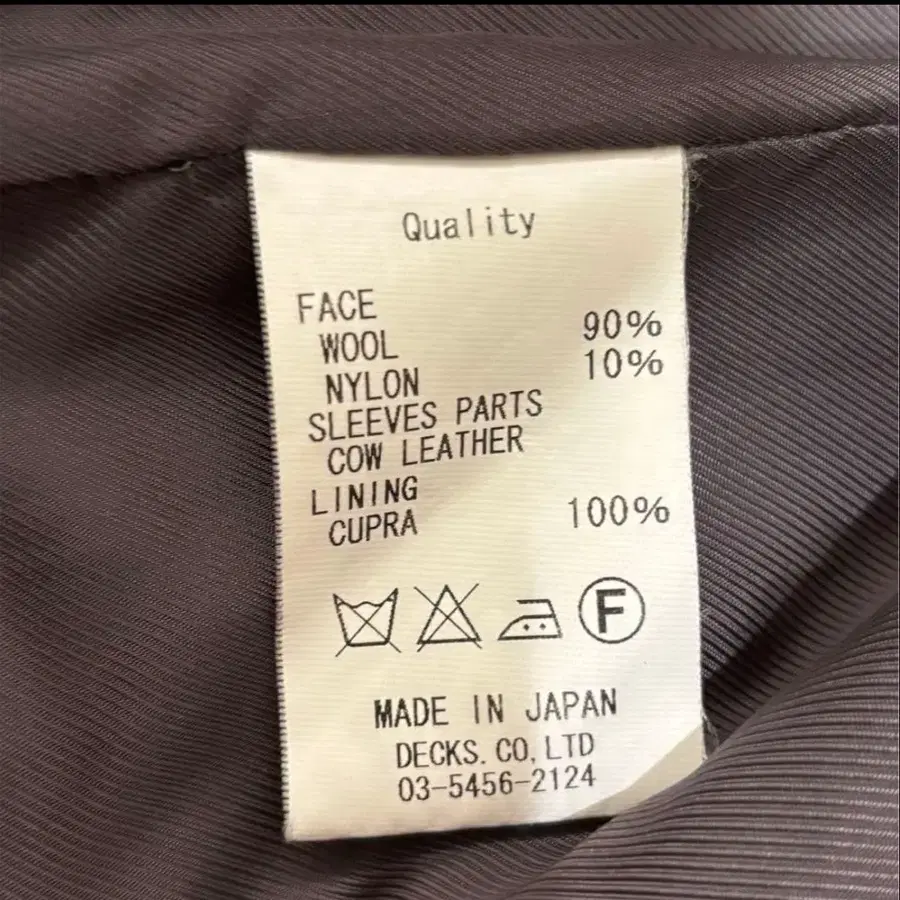 Quality
FACE
WOOL 90%
NYLON 10%
SLEEVES PARTS
COW LEATHER
LINING
CUPRA 100%
F
MADE IN JAPAN
DECKS.CO,LTD
03-5456-2124